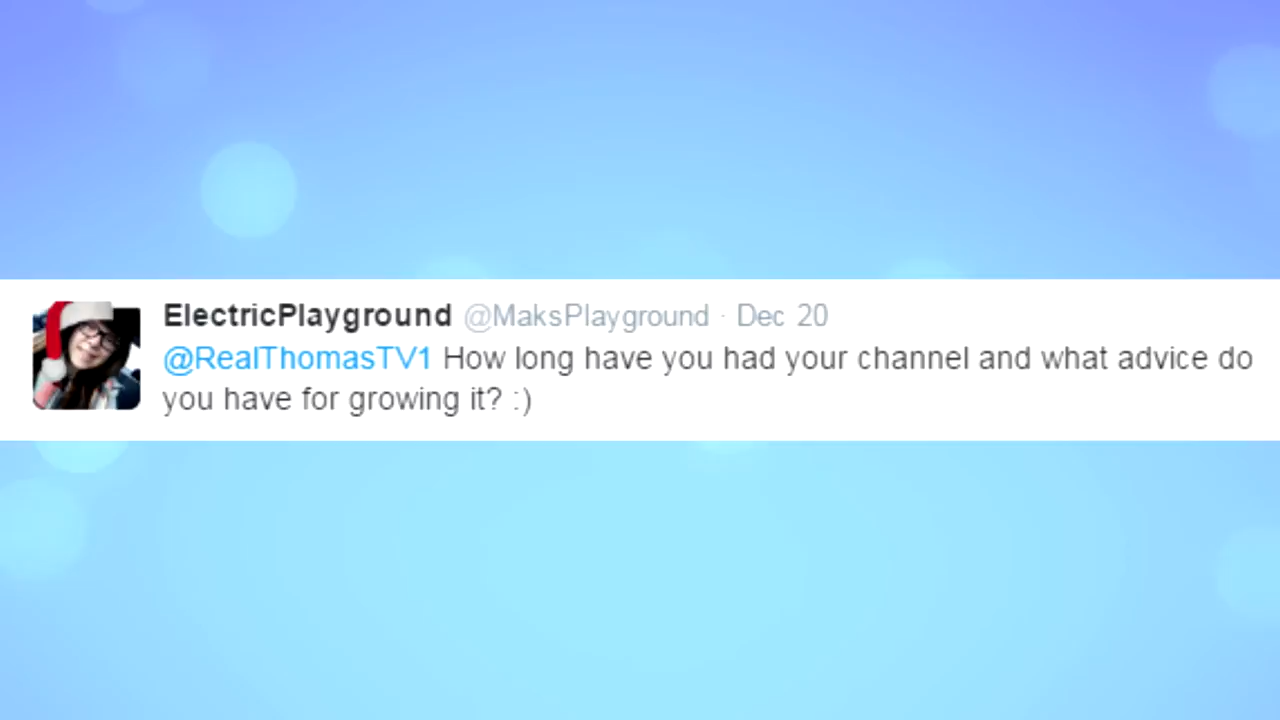 ElectricPlayground @MaksPlayground · Dec 20
@RealThomasTV1 How long have you had your channel and what advice do
you have for growing it? :)